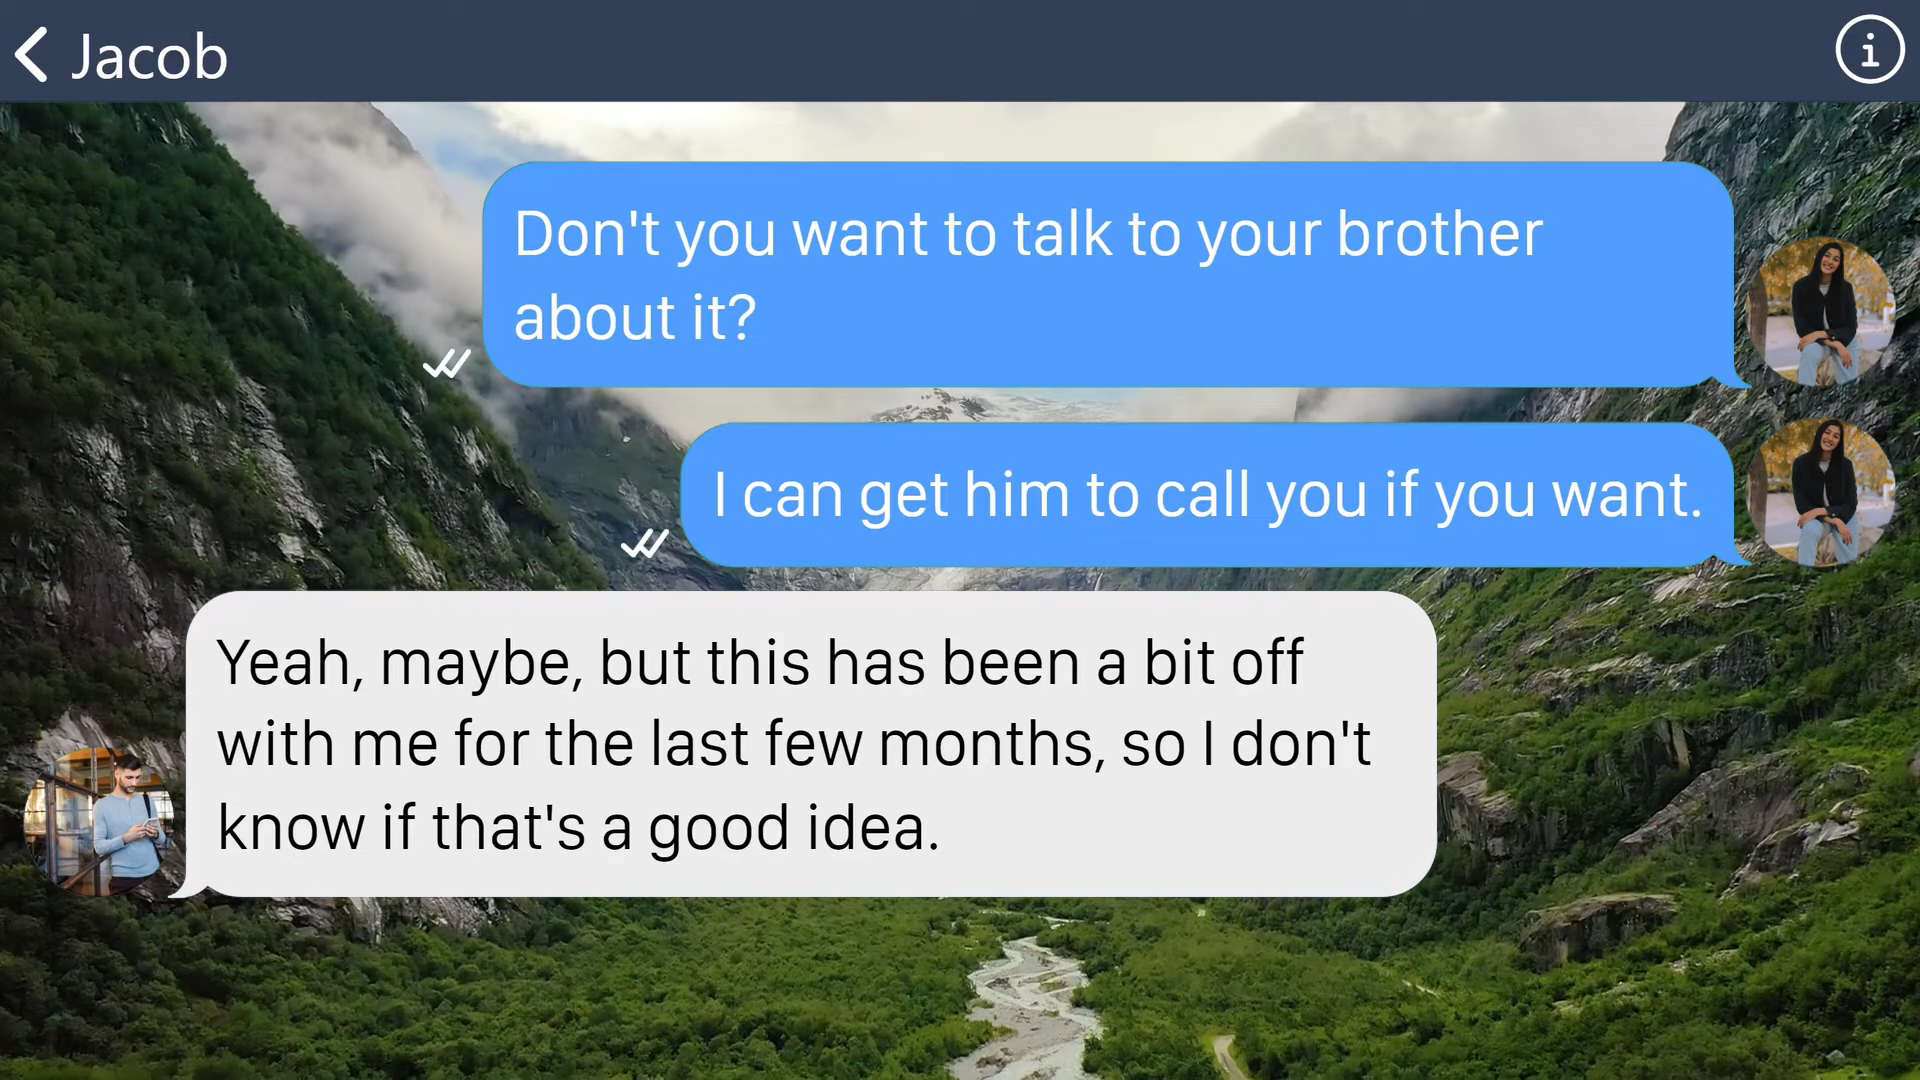 Jacob
Don't you want to talk to your brother
about it?
I can get him to call you if you want.
Yeah, maybe, but this has been a bit off
with me for the last few months, so I don't
know if that's a good idea.